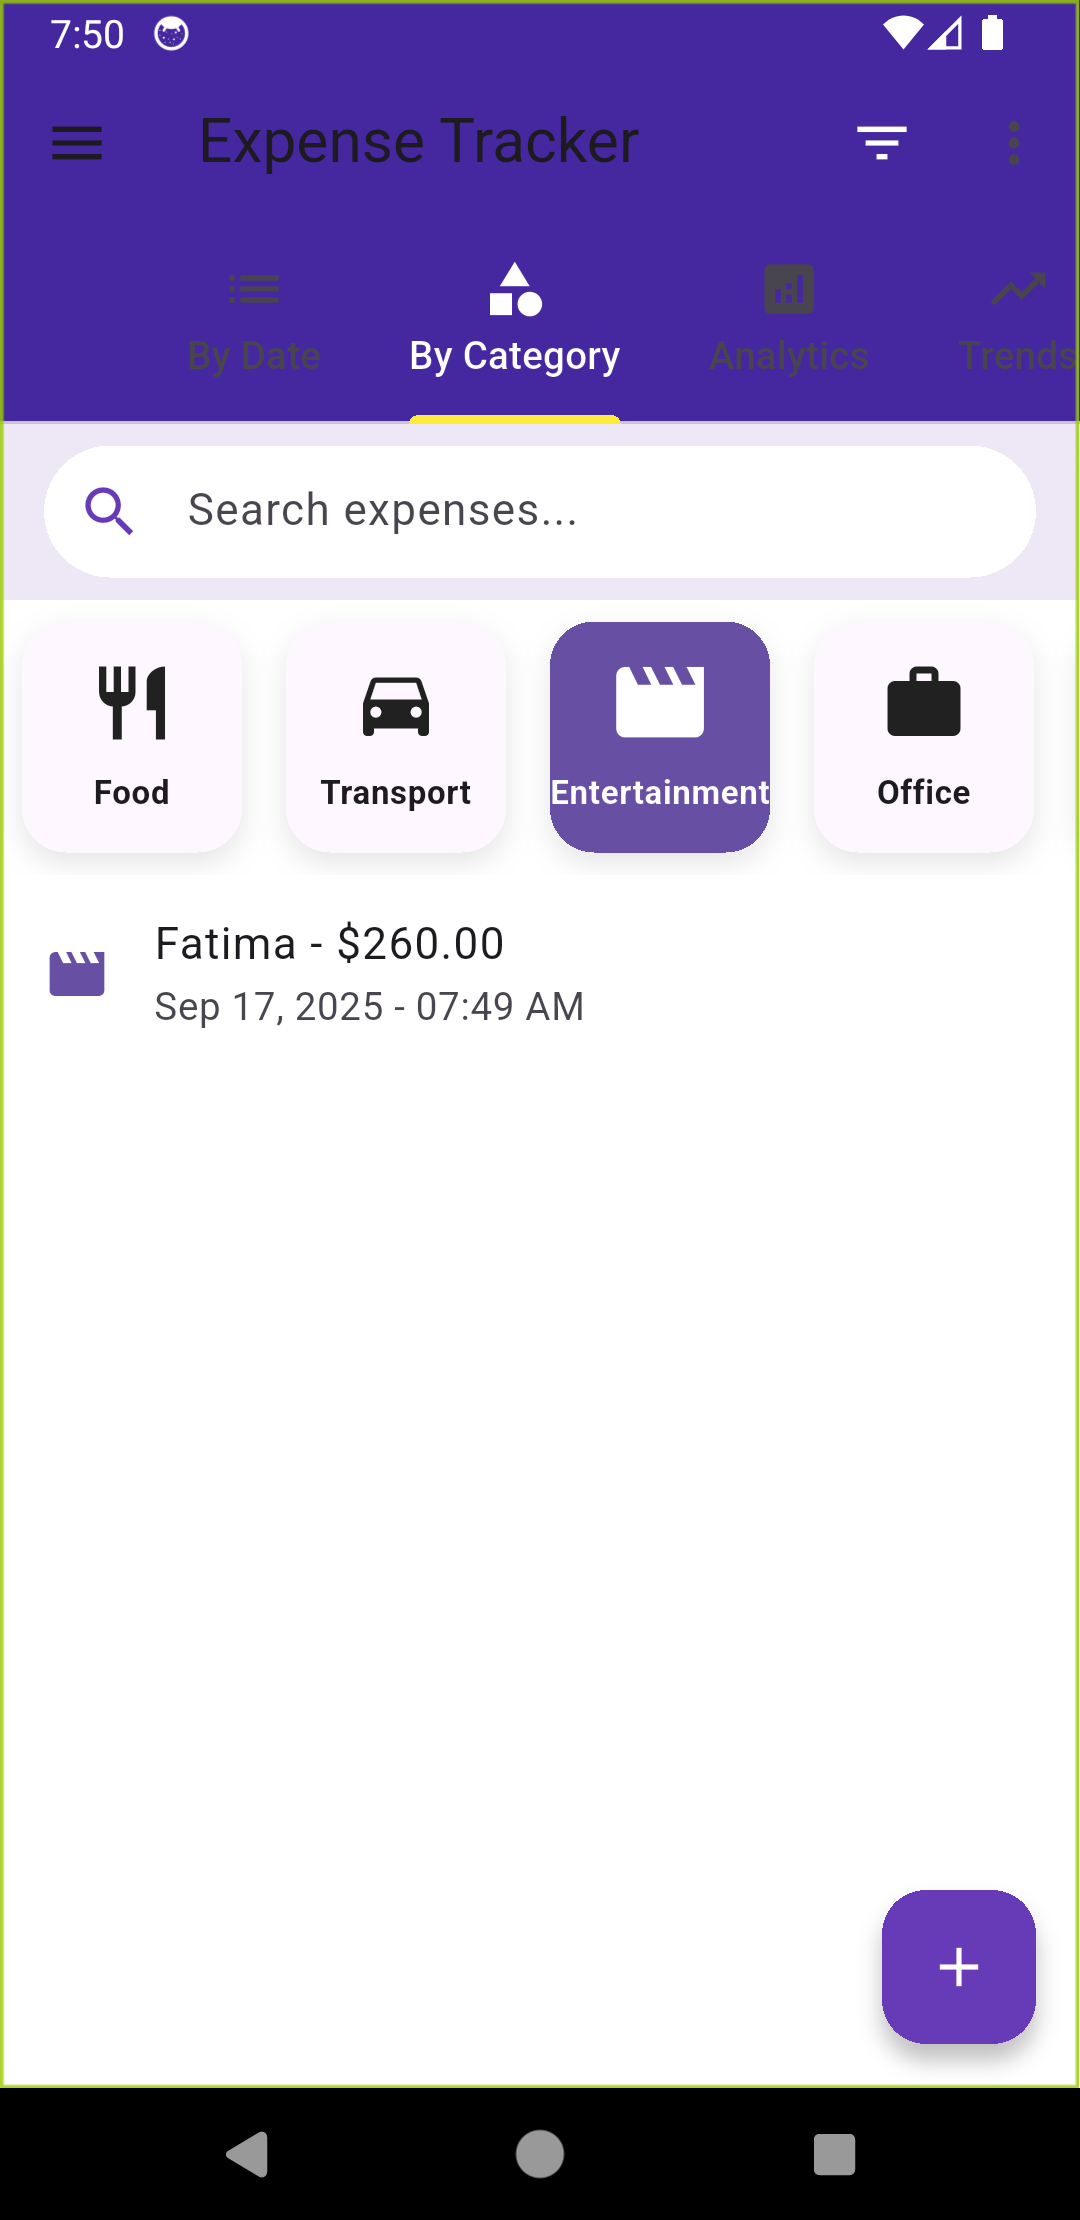 7:50
Expense Tracker
By Date
By Category
Analytics
Trends
Search expenses...
Food
Transport
Entertainment
Office
Fatima - $260.00
Sep 17, 2025 - 07:49 AM